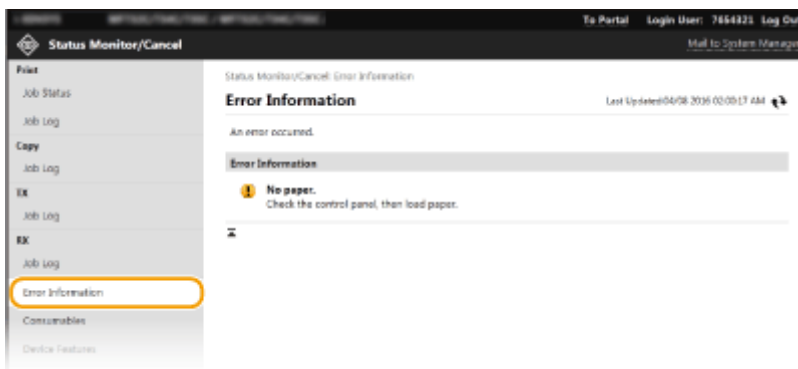 To Portal Login User: 7654321 Log Out
Status Monitor/Cancel
Mail to System Manager
Print
Job Status
Job Log
Copy
Job Log
TX
Job Log
RX
Job Log
Error Information
Consumables
Device Features
Status Monitor/Cancel: Error Information
Error Information
Last Updated:04/08 2016 02:00:17 AM
An error occurred.
Error Information
No paper.
Check the control panel, then load paper.